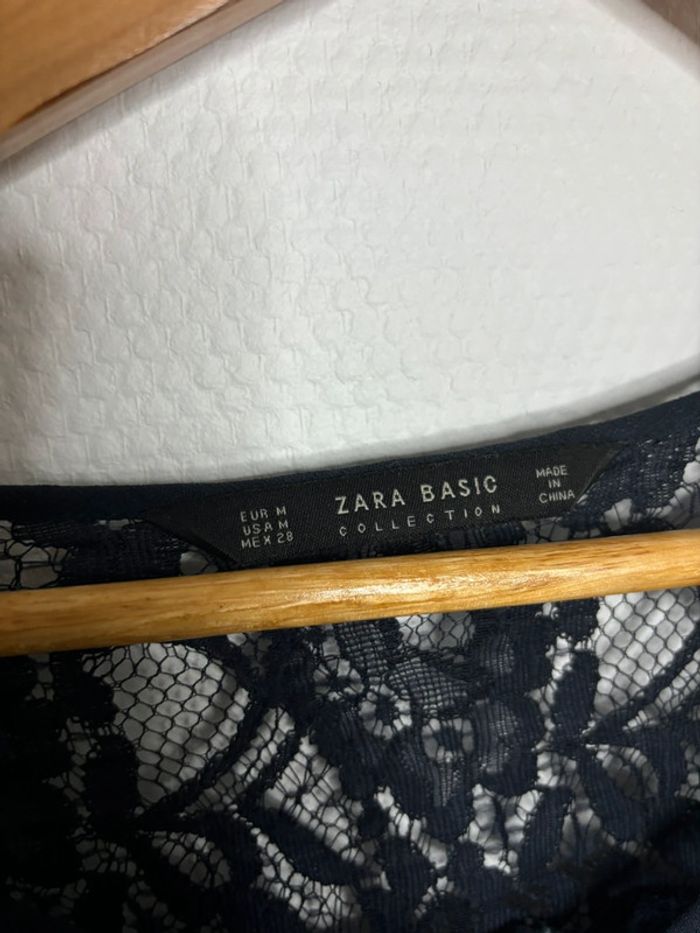 EUR M
USA M
MEX 28
ZARA BASIC
COLLECTION
MADE
IN
CHINA